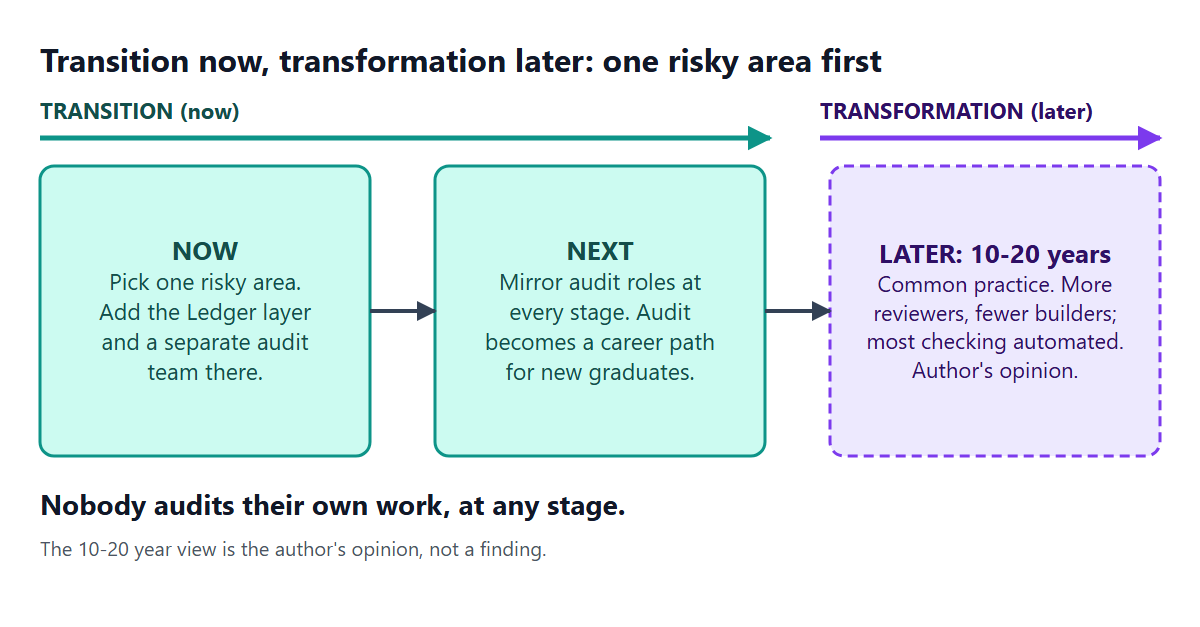 Transition now, transformation later: one risky area first
TRANSITION (now)
TRANSFORMATION (later)
NOW
Pick one risky area.
Add the Ledger layer
and a separate audit
team there.
NEXT
Mirror audit roles at
every stage. Audit
becomes a career path
for new graduates.
LATER: 10-20 years
Common practice. More
reviewers, fewer builders;
most checking automated.
Author's opinion.
Nobody audits their own work, at any stage.
The 10-20 year view is the author's opinion, not a finding.